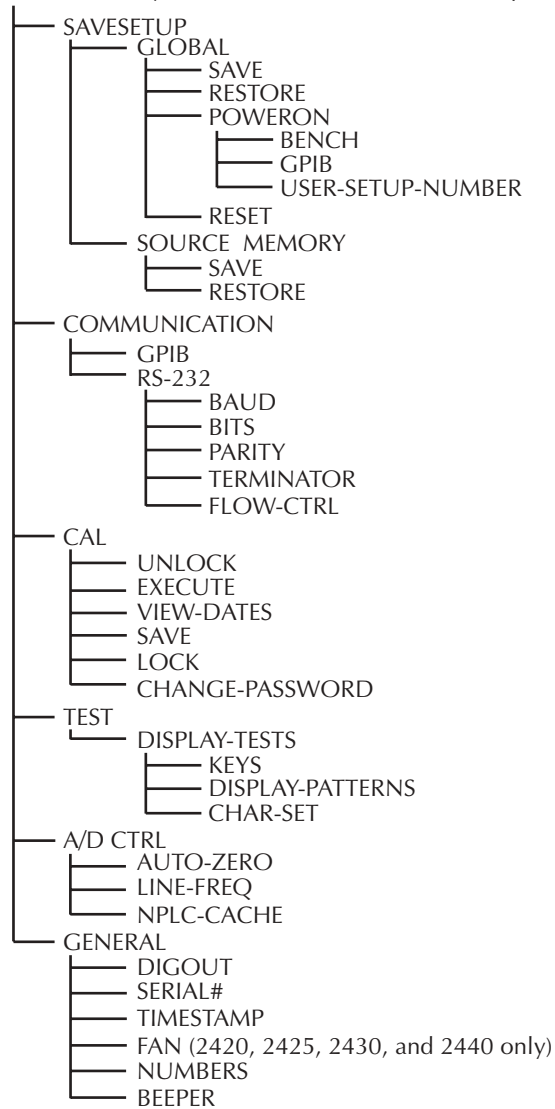 SAVESETUP
GLOBAL
SAVE
RESTORE
POWERON
BENCH
GPIB
USER-SETUP-NUMBER
RESET
SOURCE MEMORY
SAVE
RESTORE
COMMUNICATION
GPIB
RS-232
BAUD
BITS
PARITY
TERMINATOR
FLOW-CTRL
CAL
UNLOCK
EXECUTE
VIEW-DATES
SAVE
LOCK
CHANGE-PASSWORD
TEST
DISPLAY-TESTS
KEYS
DISPLAY-PATTERNS
CHAR-SET
A/D CTRL
AUTO-ZERO
LINE-FREQ
NPLC-CACHE
GENERAL
DIGOUT
SERIAL#
TIMESTAMP
FAN (2420, 2425, 2430, and 2440 only)
NUMBERS
BEEPER